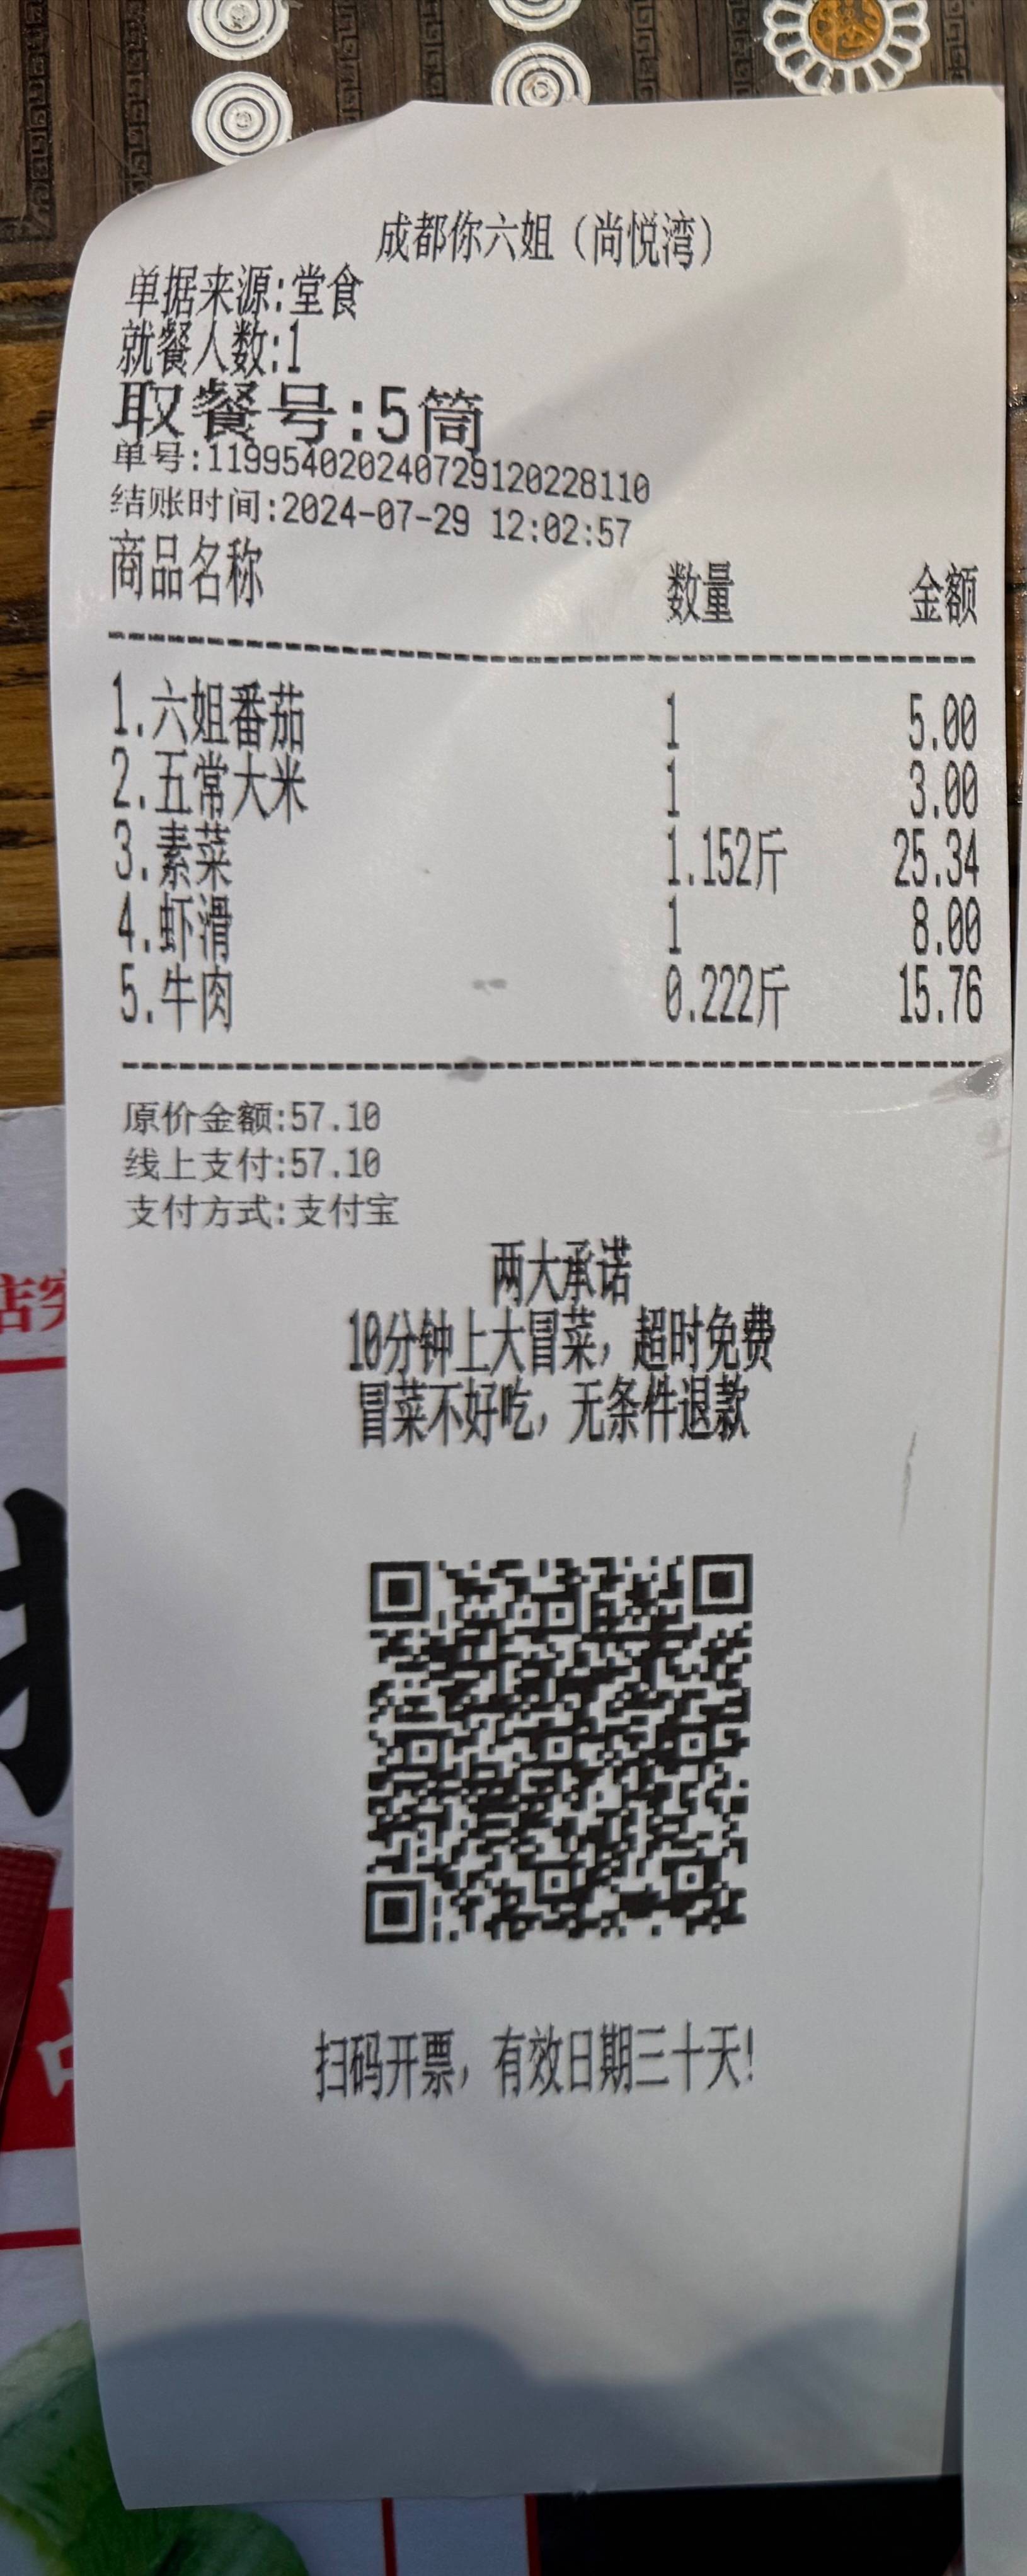 成都你六姐（尚悦湾）
单据来源:堂食
就餐人数:1
取餐号:5筒
单号:119954020240729120228110
结账时间:2024-07-29 12:02:57
商品名称 数量 金额
1.六姐番茄 1 5.00
2.五常大米 1 3.00
3.素菜 1.152斤 25.34
4.虾滑 1 8.00
5.牛肉 0.222斤 15.76
原价金额:57.10
线上支付:57.10
支付方式:支付宝
两大承诺
10分钟上大冒菜，超时免费
冒菜不好吃，无条件退款
扫码开票，有效日期三十天!